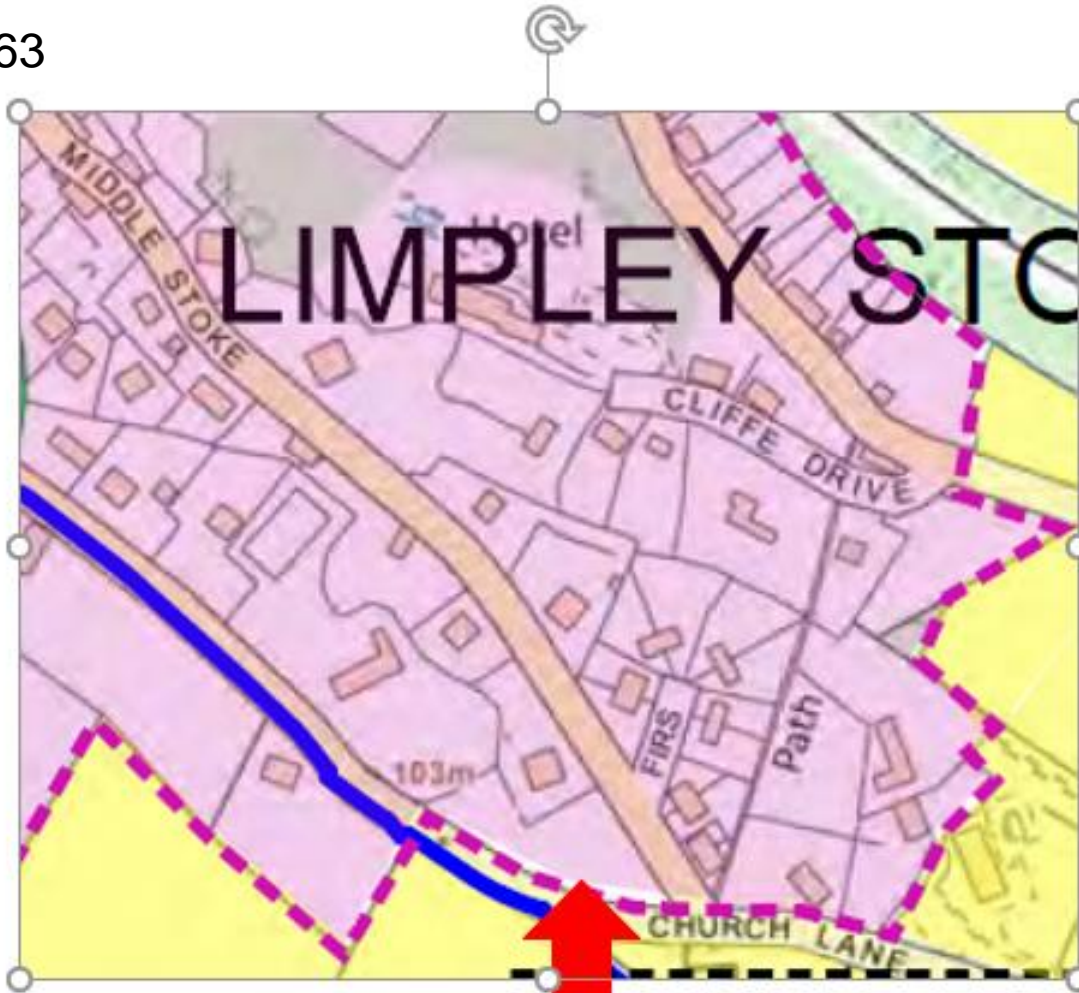 63
MIDDLE STOKE
Hotel
LIMPLEY STO
CLIFFE DRIVE
FIRS
Path
103m
CHURCH LANE